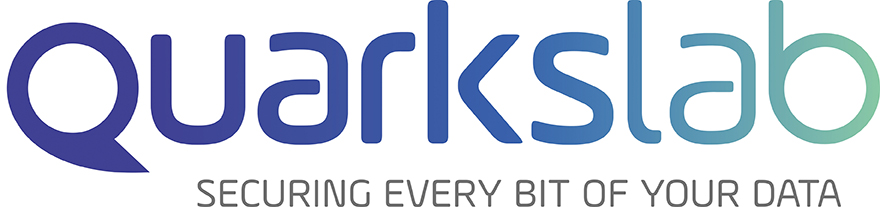 Quarkslab
SECURING EVERY BIT OF YOUR DATA